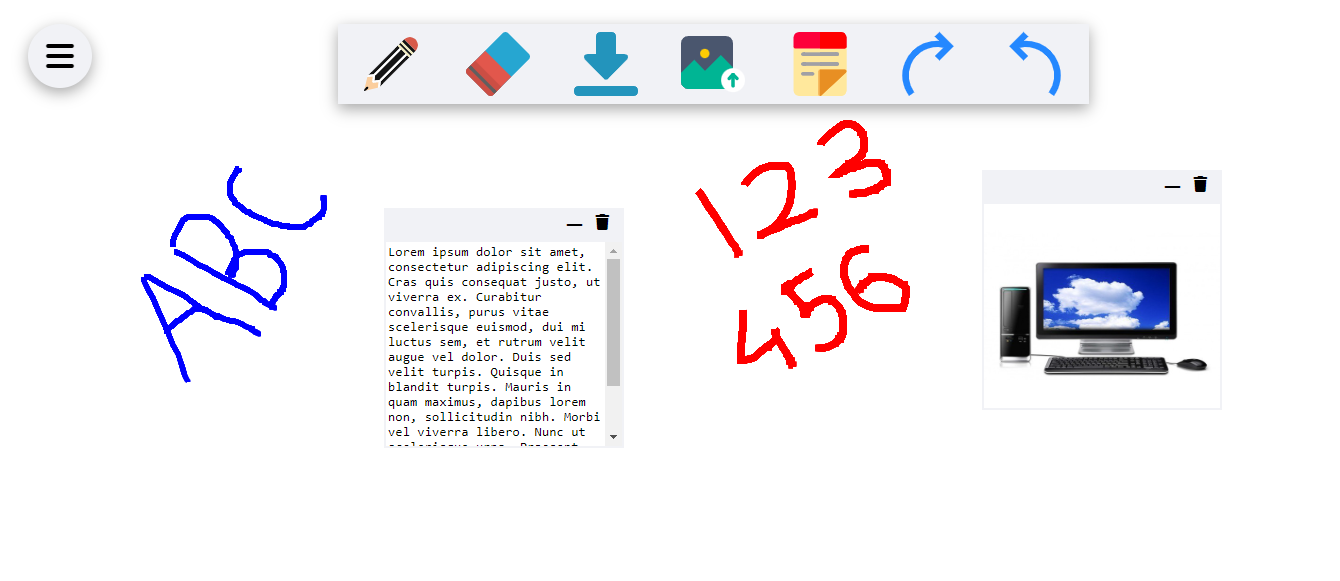 ABC
Lorem ipsum dolor sit amet,
consectetur adipiscing elit.
Cras quis consequat justo, ut
viverra ex. Curabitur
convallis, purus vitae
scelerisque euismod, dui mi
luctus sem, et rutrum velit
augue vel dolor. Duis sed
velit turpis. Quisque in
blandit turpis. Mauris in
quam maximus, dapibus lorem
non, sollicitudin nibh. Morbi
vel viverra libero. Nunc ut
123
456